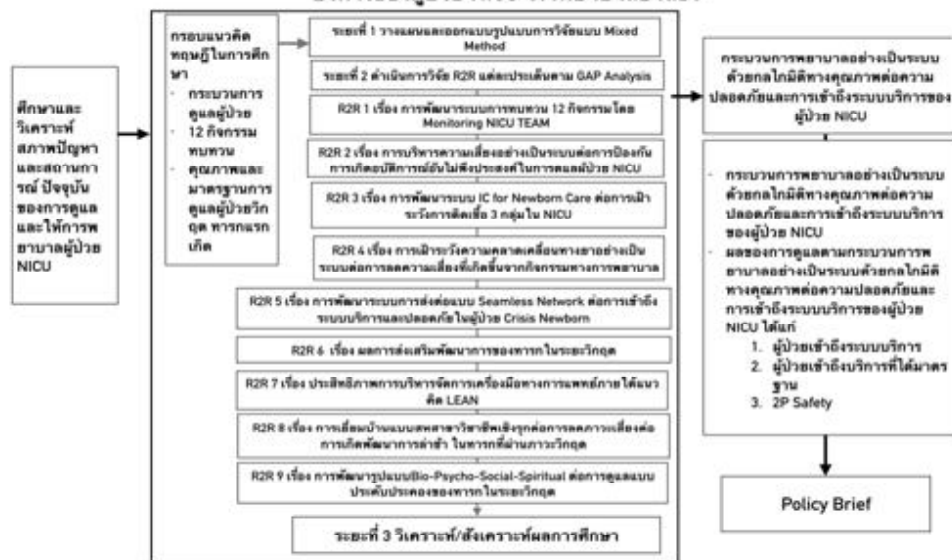 ศึกษาและ
วิเคราะห์
สภาพปัญหา
และสถานกา
รณ์ ปัจจุบัน
ของการดูแล
และให้การพ
ยาบาลผู้ป่วย
NICU
กรอบแนวคิด
ทฤษฎีในการศึก
ษา
• กระบวนการ
ดูแลผู้ป่วย
• 12 กิจกรรม
ทบทวน
• คุณภาพและ
มาตรฐานการ
ดูแลผู้ป่วยวิก
ฤต ทารกแรก
เกิด
ระยะที่ 1 วางแผนและออกแบบรูปแบบการวิจัยแบบ Mixed
Method
ระยะที่ 2 ดำเนินการวิจัย R2R แต่ละประเด็นตาม GAP Analysis
R2R 1 เรื่อง การพัฒนาระบบการทบทวน 12 กิจกรรมโดย
Monitoring NICU TEAM
R2R 2 เรื่อง การบริหารความเสี่ยงอย่างเป็นระบบต่อการป้องกัน
การเกิดอุบัติการณ์อันไม่พึงประสงค์ในการดูแลผู้ป่วย NICU
R2R 3 เรื่อง การพัฒนาระบบ IC for Newborn Care ต่อการเฝ้า
ระวังการติดเชื้อ 3 กลุ่มใน NICU
R2R 4 เรื่อง การเฝ้าระวังความคลาดเคลื่อนทางยาอย่างเป็น
ระบบต่อการลดความเสี่ยงที่เกิดขึ้นจากกิจกรรมทางการพยาบาล
R2R 5 เรื่อง การพัฒนาระบบการส่งต่อแบบ Seamless Network ต่อการเข้าถึง
ระบบบริการและปลอดภัยในผู้ป่วย Crisis Newborn
R2R 6 เรื่อง ผลการส่งเสริมพัฒนาการของทารกในระยะวิกฤต
R2R 7 เรื่อง ประสิทธิภาพการบริหารจัดการเครื่องมือทางการแพทย์ภายใต้แนว
คิด LEAN
R2R 8 เรื่อง การเยี่ยมบ้านแบบสหสาขาวิชาชีพเชิงรุกต่อการลดภาวะเสี่ยงต่อ
การเกิดพัฒนาการล่าช้า ในทารกที่ผ่านภาวะวิกฤต
R2R 9 เรื่อง การพัฒนารูปแบบBio-Psycho-Social-Spiritual ต่อการดูแลแบบ
ประคับประคองของทารกในระยะวิกฤต
ระยะที่ 3 วิเคราะห์/สังเคราะห์ผลการศึกษา
กระบวนการพยาบาลอย่างเป็นระบบ
ด้วยกลไกมิติทางคุณภาพต่อความ
ปลอดภัยและการเข้าถึงระบบบริการของ
ผู้ป่วย NICU
• กระบวนการพยาบาลอย่างเป็นระบบ
ด้วยกลไกมิติทางคุณภาพต่อความ
ปลอดภัยและการเข้าถึงระบบบริการ
ของผู้ป่วย NICU
• ผลของการดูแลตามกระบวนการพ
ยาบาลอย่างเป็นระบบด้วยกลไกมิติ
ทางคุณภาพต่อความปลอดภัยและ
การเข้าถึงระบบบริการของผู้ป่วย
NICU ได้แก่
1. ผู้ป่วยเข้าถึงระบบบริการ
2. ผู้ป่วยเข้าถึงบริการที่ได้มาตร
ฐาน
3. 2P Safety
Policy Brief